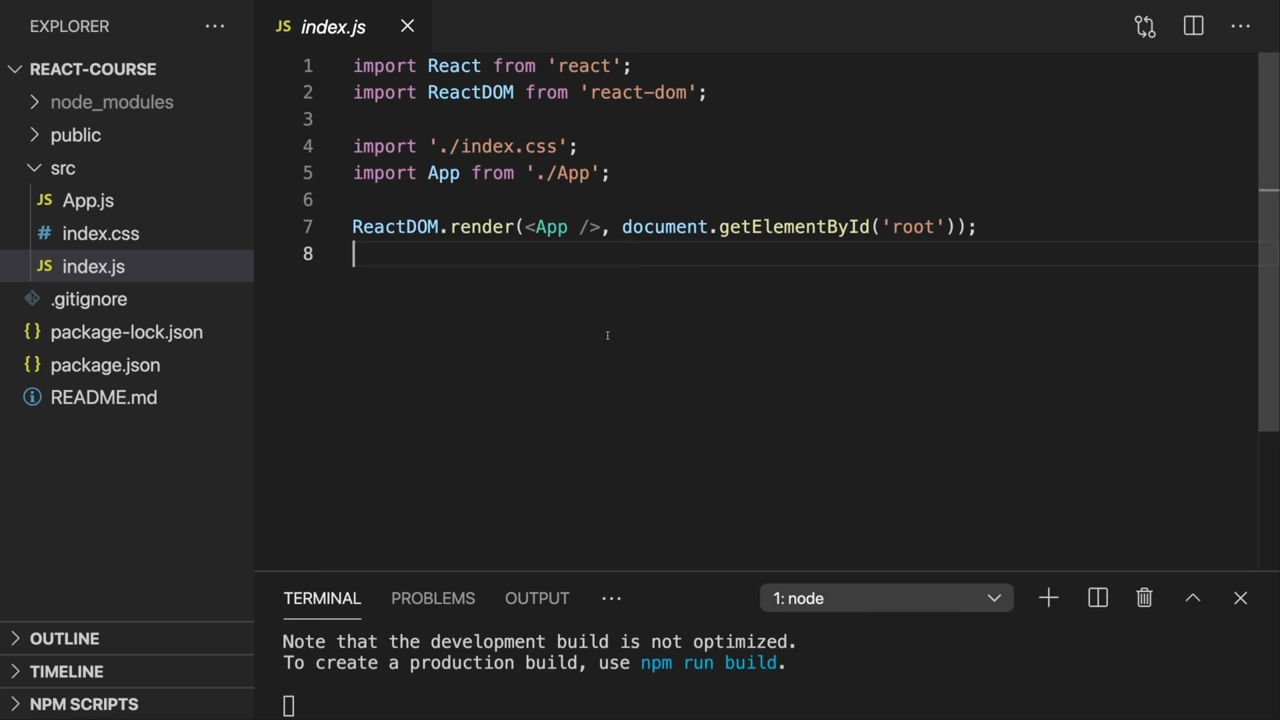 EXPLORER
REACT-COURSE
node_modules
public
src
JS App.js
# index.css
JS index.js
.gitignore
{} package-lock.json
{} package.json
README.md
OUTLINE
TIMELINE
NPM SCRIPTS
JS index.js
1 import React from 'react';
2 import ReactDOM from 'react-dom';
3
4 import './index.css';
5 import App from './App';
6
7 ReactDOM.render(<App />, document.getElementById('root'));
8
TERMINAL PROBLEMS OUTPUT ··· 1: node
Note that the development build is not optimized.
To create a production build, use npm run build.